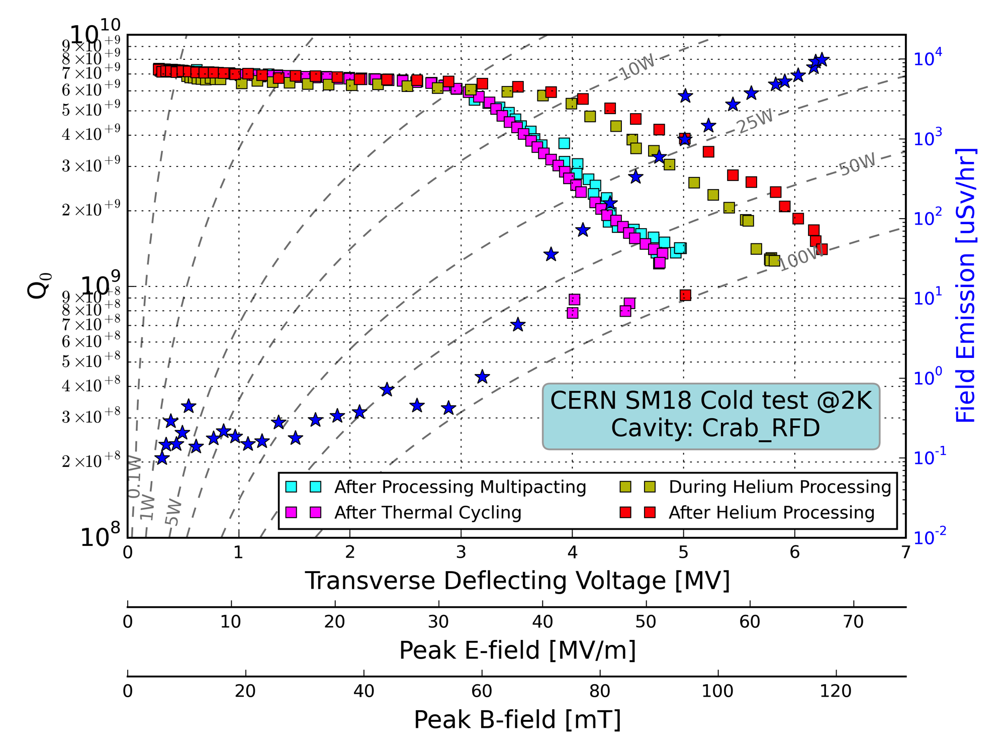 10^10
9 ×10^+9
8 ×10^+9
7 ×10^+9
6 ×10^+9
5 ×10^+9
4 ×10^+9
3 ×10^+9
2 ×10^+9
10^9
9 ×10^+8
8 ×10^+8
7 ×10^+8
6 ×10^+8
5 ×10^+8
4 ×10^+8
3 ×10^+8
2 ×10^+8
10^8
Q_0
0.1W
1W
5W
10W
25W
50W
100W
10^4
10^3
10^2
10^1
10^0
10^-1
10^-2
Field Emission [uSv/hr]
CERN SM18 Cold test @2K
Cavity: Crab_RFD
After Processing Multipacting
After Thermal Cycling
During Helium Processing
After Helium Processing
0 1 2 3 4 5 6 7
Transverse Deflecting Voltage [MV]
0 10 20 30 40 50 60 70
Peak E-field [MV/m]
0 20 40 60 80 100 120
Peak B-field [mT]